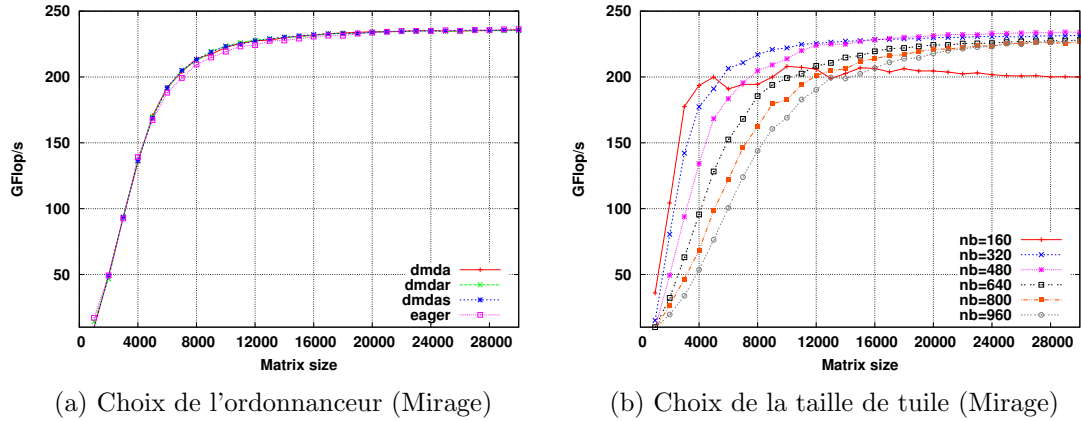 250
200
150
100
50
GFlop/s
0 4000 8000 12000 16000 20000 24000 28000
Matrix size
dmda
dmdar
dmdas
eager
(a) Choix de l'ordonnanceur (Mirage)
250
200
150
100
50
GFlop/s
0 4000 8000 12000 16000 20000 24000 28000
Matrix size
nb=160
nb=320
nb=480
nb=640
nb=800
nb=960
(b) Choix de la taille de tuile (Mirage)